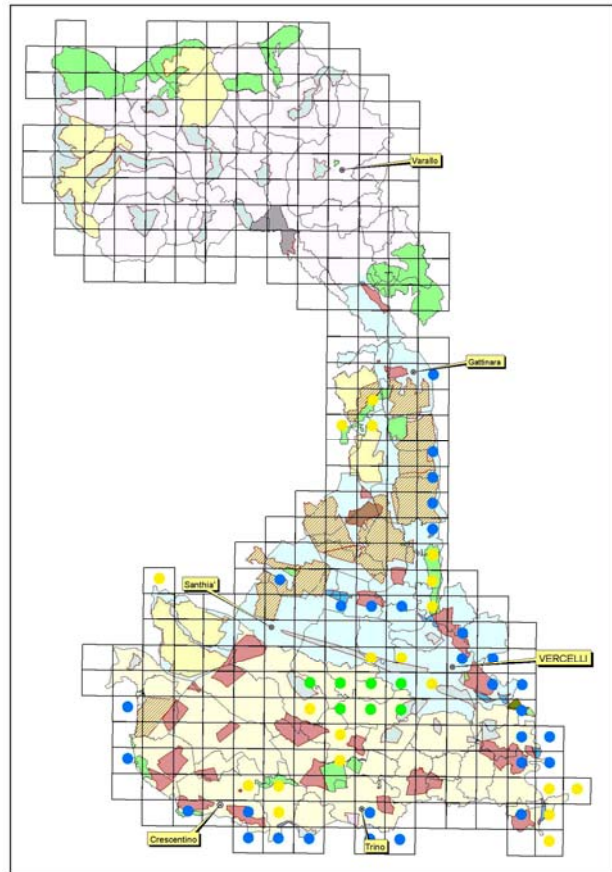 Varallo
Gattinara
Santhia'
VERCELLI
Crescentino
Trino